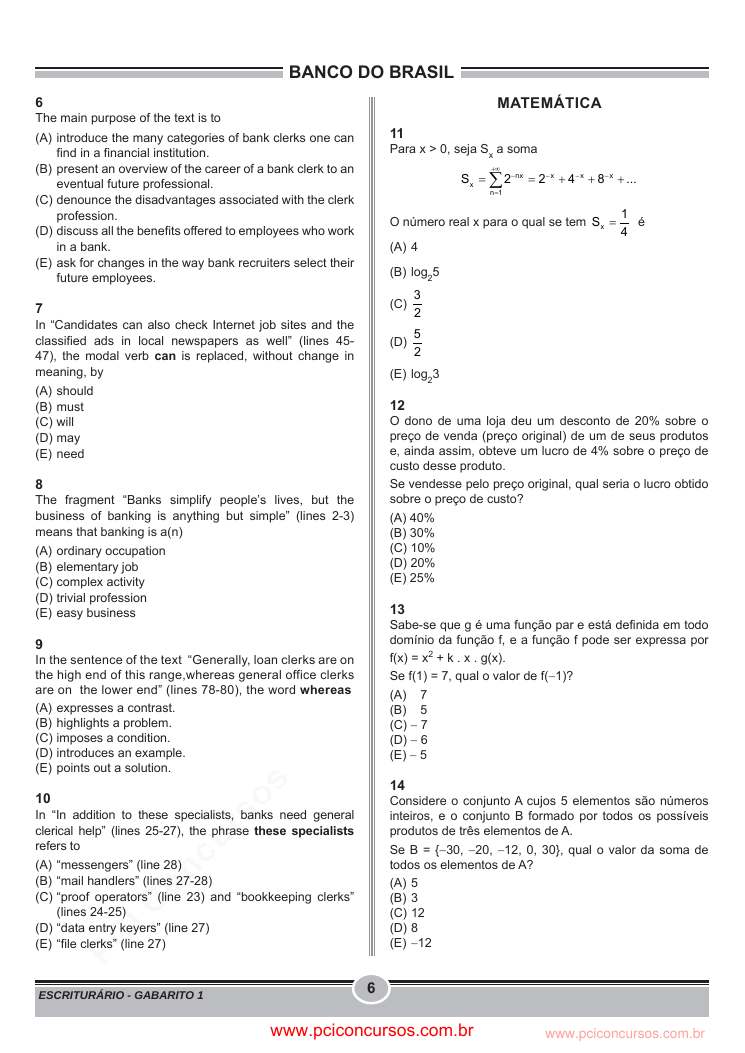 BANCO DO BRASIL
6
The main purpose of the text is to
(A) introduce the many categories of bank clerks one can
find in a financial institution.
(B) present an overview of the career of a bank clerk to an
eventual future professional.
(C) denounce the disadvantages associated with the clerk
profession.
(D) discuss all the benefits offered to employees who work
in a bank.
(E) ask for changes in the way bank recruiters select their
future employees.
7
In “Candidates can also check Internet job sites and the
classified ads in local newspapers as well” (lines 45-
47), the modal verb can is replaced, without change in
meaning, by
(A) should
(B) must
(C) will
(D) may
(E) need
8
The fragment “Banks simplify people’s lives, but the
business of banking is anything but simple” (lines 2-3)
means that banking is a(n)
(A) ordinary occupation
(B) elementary job
(C) complex activity
(D) trivial profession
(E) easy business
9
In the sentence of the text “Generally, loan clerks are on
the high end of this range,whereas general office clerks
are on the lower end” (lines 78-80), the word whereas
(A) expresses a contrast.
(B) highlights a problem.
(C) imposes a condition.
(D) introduces an example.
(E) points out a solution.
10
In “In addition to these specialists, banks need general
clerical help” (lines 25-27), the phrase these specialists
refers to
(A) “messengers” (line 28)
(B) “mail handlers” (lines 27-28)
(C) “proof operators” (line 23) and “bookkeeping clerks”
(lines 24-25)
(D) “data entry keyers” (line 27)
(E) “file clerks” (line 27)
MATEMÁTICA
11
Para x > 0, seja Sₓ a soma
Sₓ = ∑_{n=1}^{+∞} 2⁻ⁿˣ = 2⁻ˣ + 4⁻ˣ + 8⁻ˣ + ...
O número real x para o qual se tem Sₓ = 1/4 é
(A) 4
(B) log₂5
(C) 3/2
(D) 5/2
(E) log₂3
12
O dono de uma loja deu um desconto de 20% sobre o
preço de venda (preço original) de um de seus produtos
e, ainda assim, obteve um lucro de 4% sobre o preço de
custo desse produto.
Se vendesse pelo preço original, qual seria o lucro obtido
sobre o preço de custo?
(A) 40%
(B) 30%
(C) 10%
(D) 20%
(E) 25%
13
Sabe-se que g é uma função par e está definida em todo
domínio da função f, e a função f pode ser expressa por
f(x) = x² + k . x . g(x).
Se f(1) = 7, qual o valor de f(−1)?
(A) 7
(B) 5
(C) − 7
(D) − 6
(E) − 5
14
Considere o conjunto A cujos 5 elementos são números
inteiros, e o conjunto B formado por todos os possíveis
produtos de três elementos de A.
Se B = {−30, −20, −12, 0, 30}, qual o valor da soma de
todos os elementos de A?
(A) 5
(B) 3
(C) 12
(D) 8
(E) −12
ESCRITURÁRIO - GABARITO 1
6
www.pciconcursos.com.br
www.pciconcursos.com.br
pciconcursos